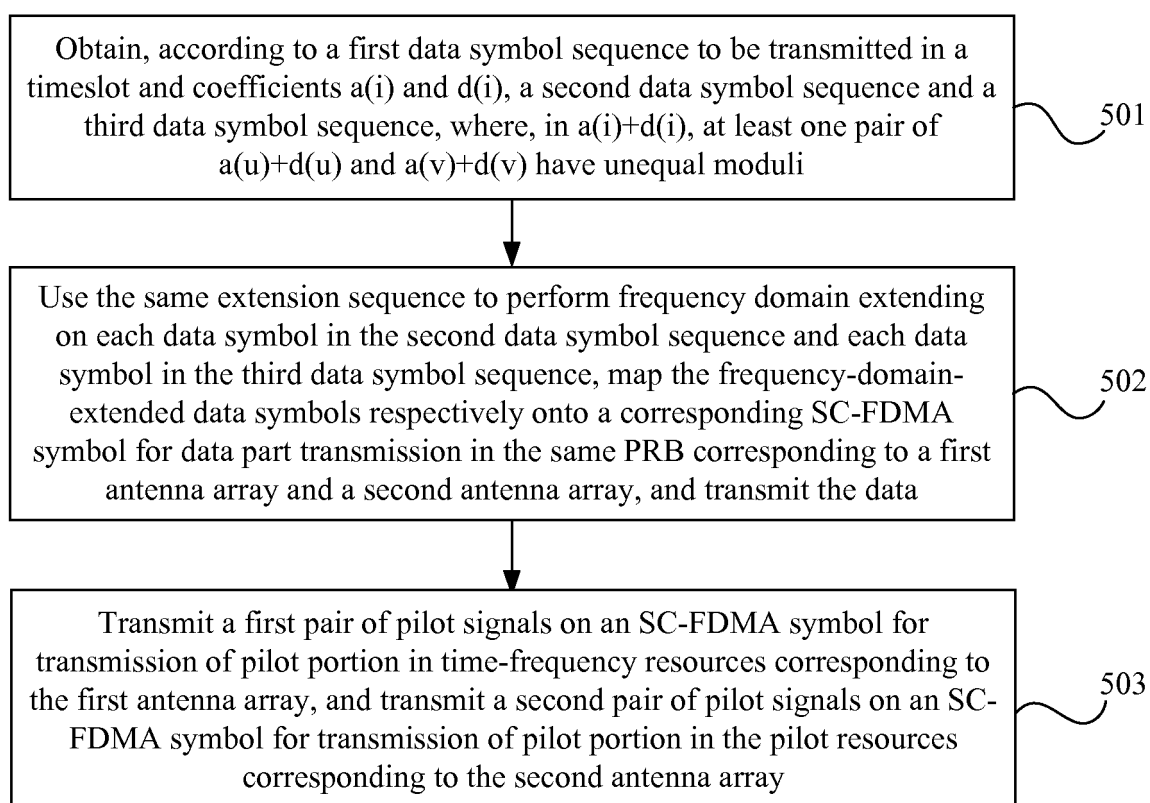 Obtain, according to a first data symbol sequence to be transmitted in a
timeslot and coefficients a(i) and d(i), a second data symbol sequence and a
third data symbol sequence, where, in a(i)+d(i), at least one pair of
a(u)+d(u) and a(v)+d(v) have unequal moduli
501
Use the same extension sequence to perform frequency domain extending
on each data symbol in the second data symbol sequence and each data
symbol in the third data symbol sequence, map the frequency-domain-
extended data symbols respectively onto a corresponding SC-FDMA
symbol for data part transmission in the same PRB corresponding to a first
antenna array and a second antenna array, and transmit the data
502
Transmit a first pair of pilot signals on an SC-FDMA symbol for
transmission of pilot portion in time-frequency resources corresponding to
the first antenna array, and transmit a second pair of pilot signals on an SC-
FDMA symbol for transmission of pilot portion in the pilot resources
corresponding to the second antenna array
503